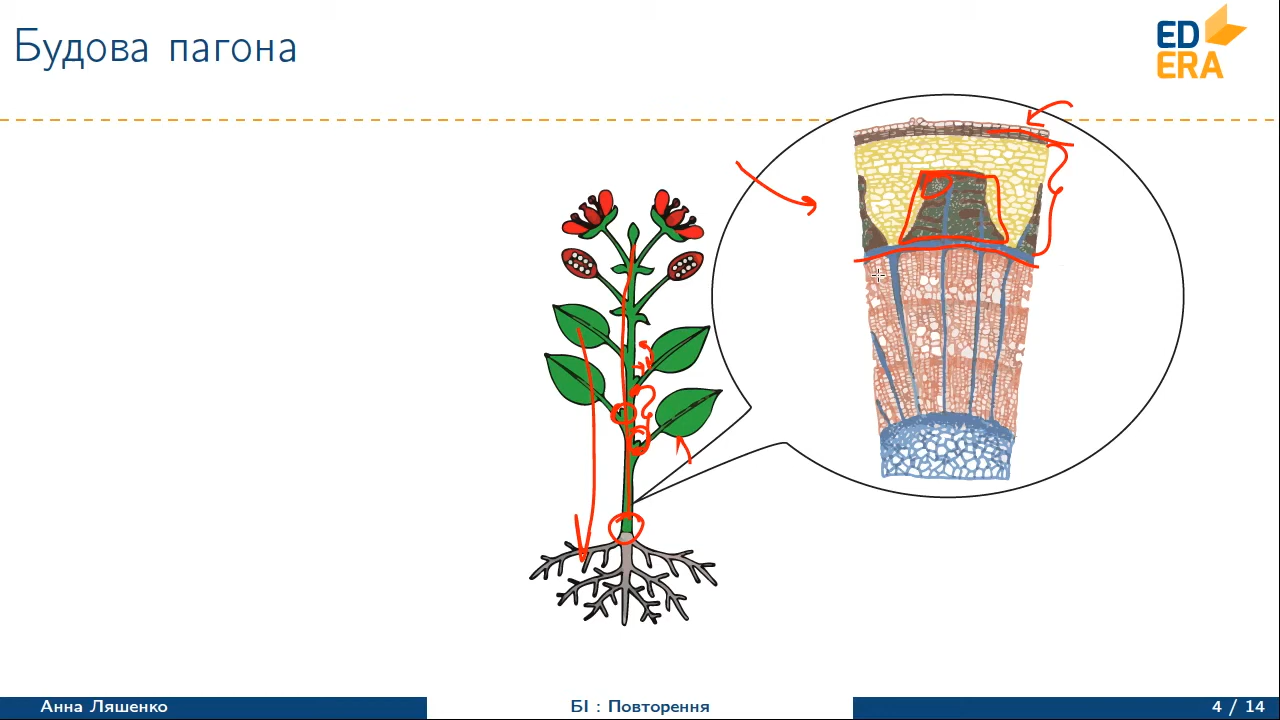 Будова пагона
ED
ERA
Анна Ляшенко
БІ : Повторення
4 / 14